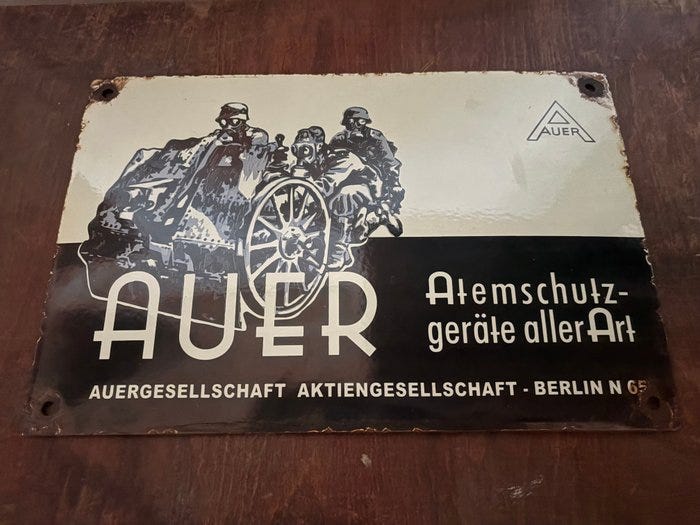 AUER
AUER
Atemschutz-
geräte aller Art
AUERGESELLSCHAFT AKTIENGESELLSCHAFT - BERLIN N 65